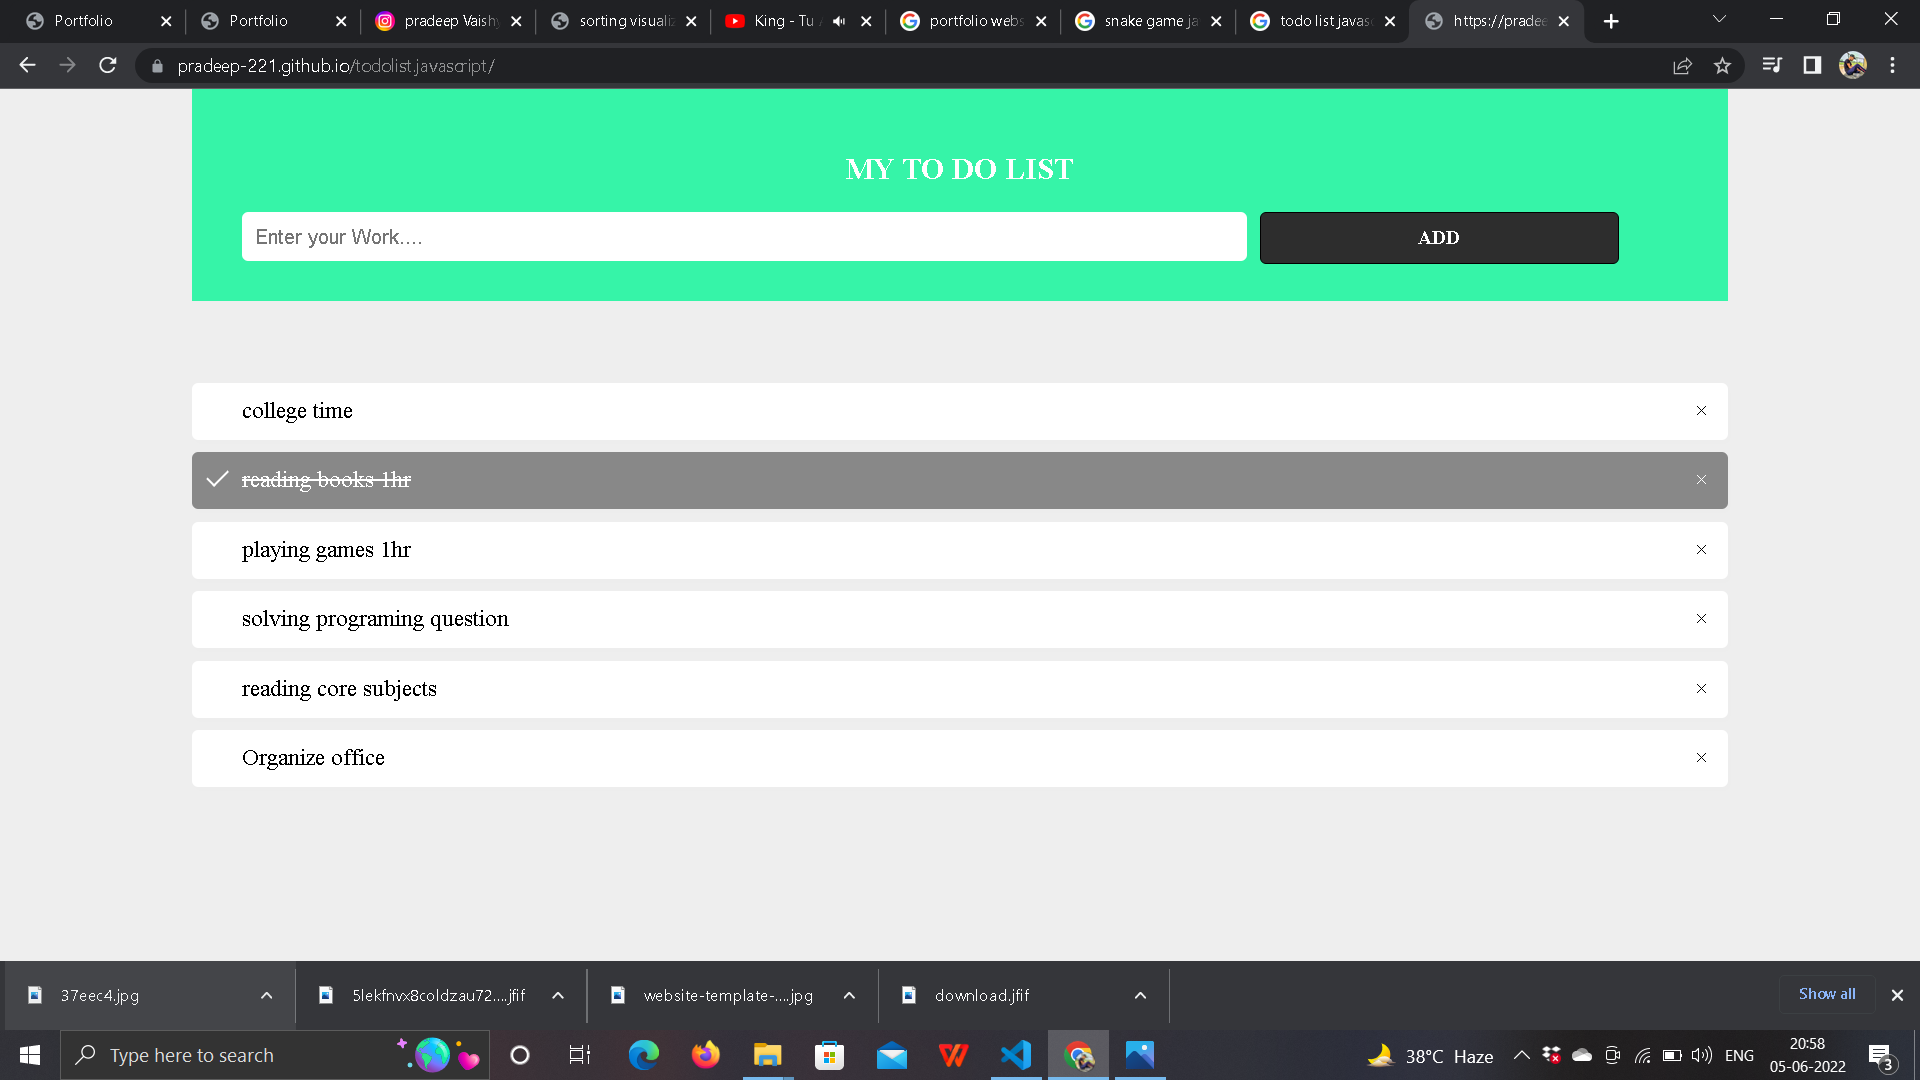 Portfolio
Portfolio
pradeep Vaishy
sorting visualiz
King - Tu
portfolio webs
snake game ja
todo list javasc
https://pradee
pradeep-221.github.io/todolist.javascript/
MY TO DO LIST
Enter your Work....
ADD
college time
reading books 1hr
playing games 1hr
solving programing question
reading core subjects
Organize office
37eec4.jpg
5lekfnvx8coldzau72....jfif
website-template-....jpg
download.jfif
Show all
Type here to search
38°C Haze
ENG
20:58
05-06-2022
3